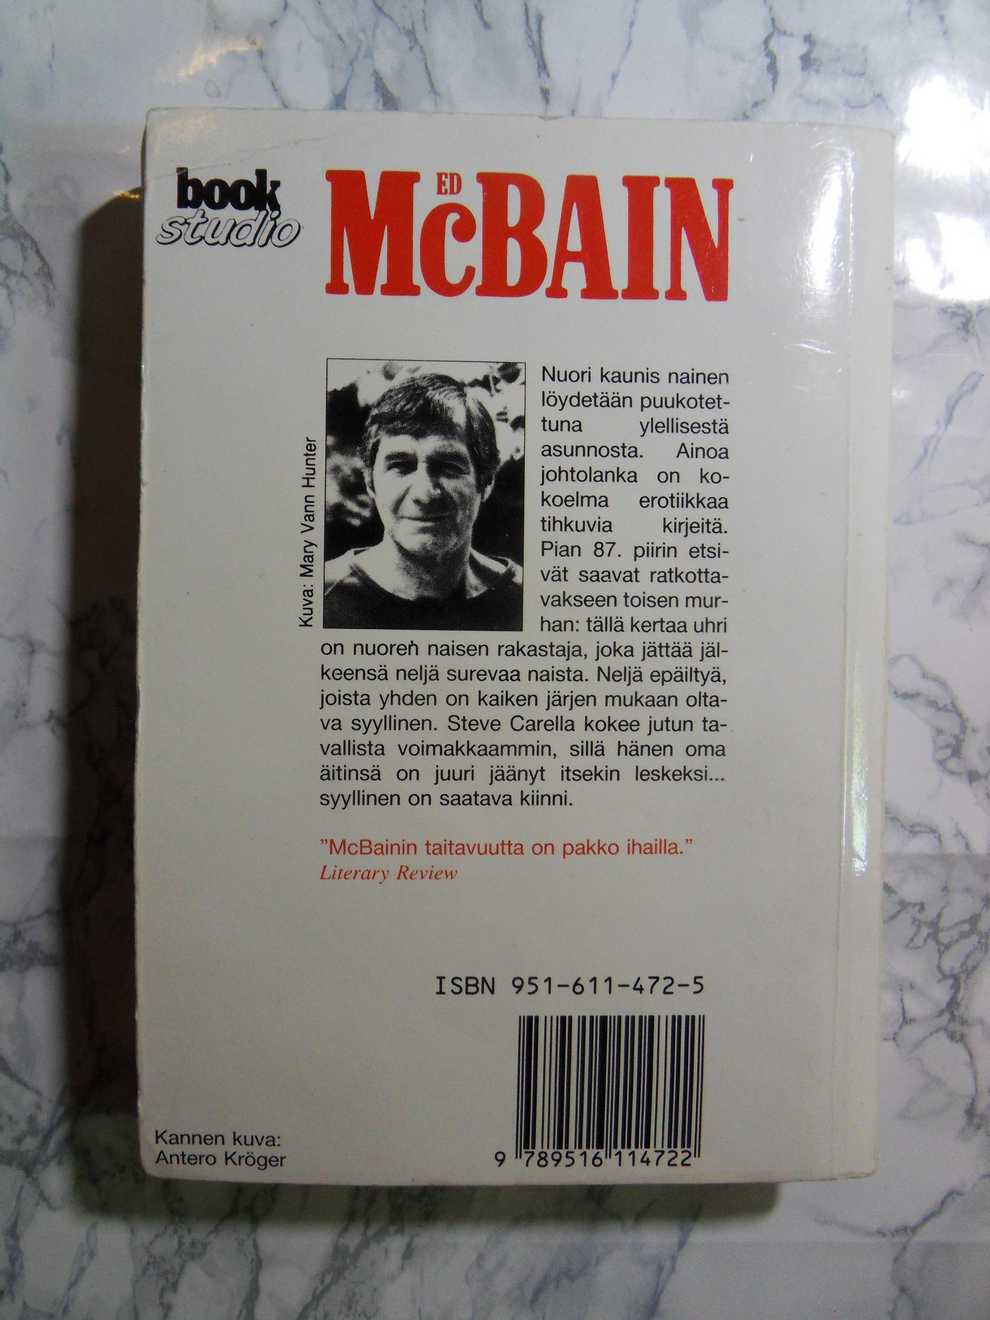 book
studio
ED
McBAIN
Kuva: Mary Vann Hunter
Nuori kaunis nainen
löydetään puukotet-
tuna ylellisestä
asunnosta. Ainoa
johtolanka on ko-
koelma erotiikkaa
tihkuvia kirjeitä.
Pian 87. piirin etsi-
vät saavat ratkotta-
vakseen toisen mur-
han: tällä kertaa uhri
on nuoren naisen rakastaja, joka jättää jäl-
keensä neljä surevaa naista. Neljä epäiltyä,
joista yhden on kaiken järjen mukaan olta-
va syyllinen. Steve Carella kokee jutun ta-
vallista voimakkaammin, sillä hänen oma
äitinsä on juuri jäänyt itsekin leskeksi...
syyllinen on saatava kiinni.
"McBainin taitavuutta on pakko ihailla."
Literary Review
ISBN 951-611-472-5
9 789516 114722
Kannen kuva:
Antero Kröger